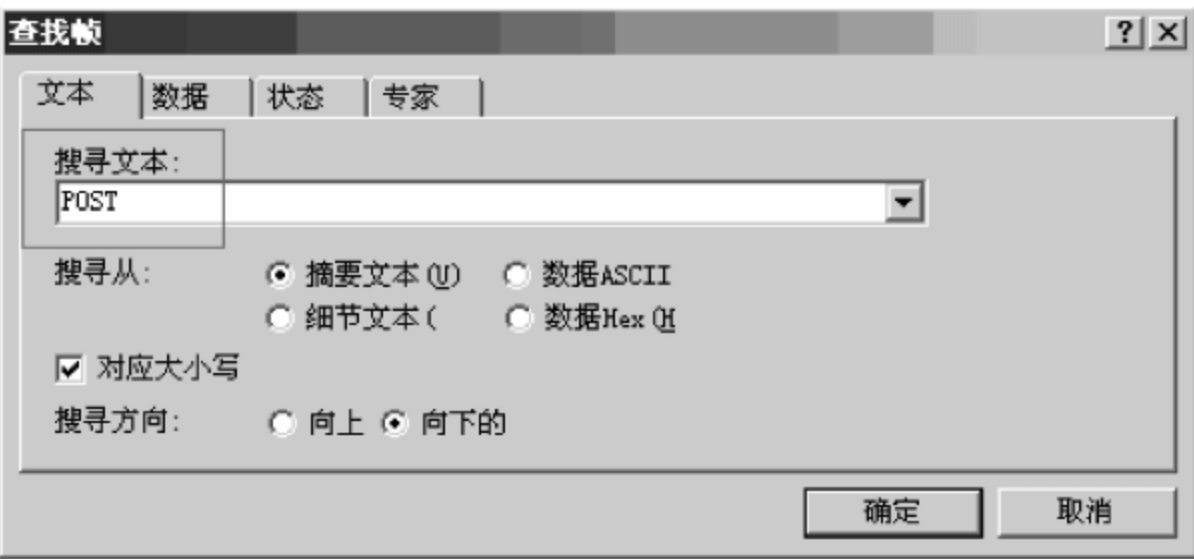 查找帧
文本 数据 状态 专家
搜寻文本:
POST
搜寻从: 摘要文本(U) 数据ASCII
细节文本( 数据Hex(H
对应大小写
搜寻方向: 向上 向下的
确定 取消